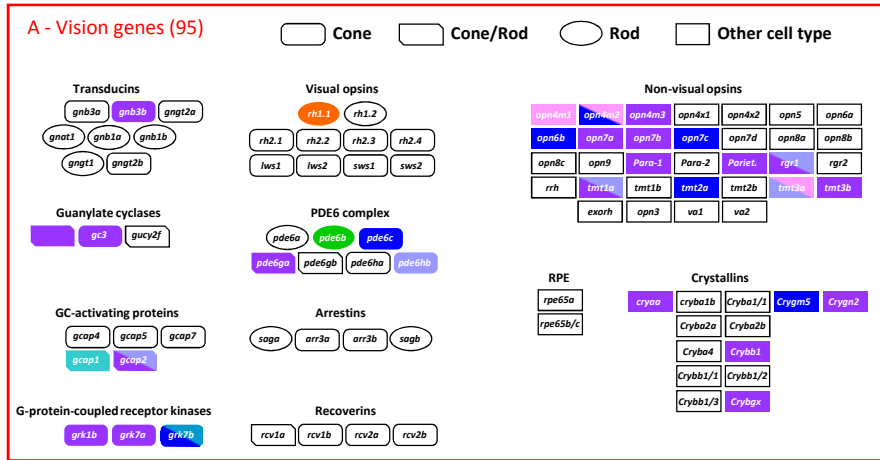 A - Vision genes (95)
Cone
Cone/Rod
Rod
Other cell type
Transducins
gnb3a gnb3b gngt2a
gnat1 gnb1a gnb1b
gngt1 gngt2b
Visual opsins
rh1.1 rh1.2
rh2.1 rh2.2 rh2.3 rh2.4
lws1 lws2 sws1 sws2
Non-visual opsins
opn4m1 opn4m2 opn4m3 opn4x1 opn4x2 opn5 opn6a
opn6b opn7a opn7b opn7c opn7d opn8a opn8b
opn8c opn9 Para-1 Para-2 Pariet. rgr1 rgr2
rrh tmt1a tmt1b tmt2a tmt2b tmt3a tmt3b
exorh opn3 va1 va2
Guanylate cyclases
gc3 gucy2f
PDE6 complex
pde6a pde6b pde6c
pde6ga pde6gb pde6ha pde6hb
GC-activating proteins
gcap4 gcap5 gcap7
gcap1 gcap2
Arrestins
saga arr3a arr3b sagb
RPE
rpe65a
rpe65b/c
Crystallins
cryaa cryba1b Cryba1/1 Crygm5 Crygn2
Cryba2a Cryba2b
Cryba4 Crybb1
Crybb1/1 Crybb1/2
Crybb1/3 Crybgx
G-protein-coupled receptor kinases
grk1b grk7a grk7b
Recoverins
rcv1a rcv1b rcv2a rcv2b